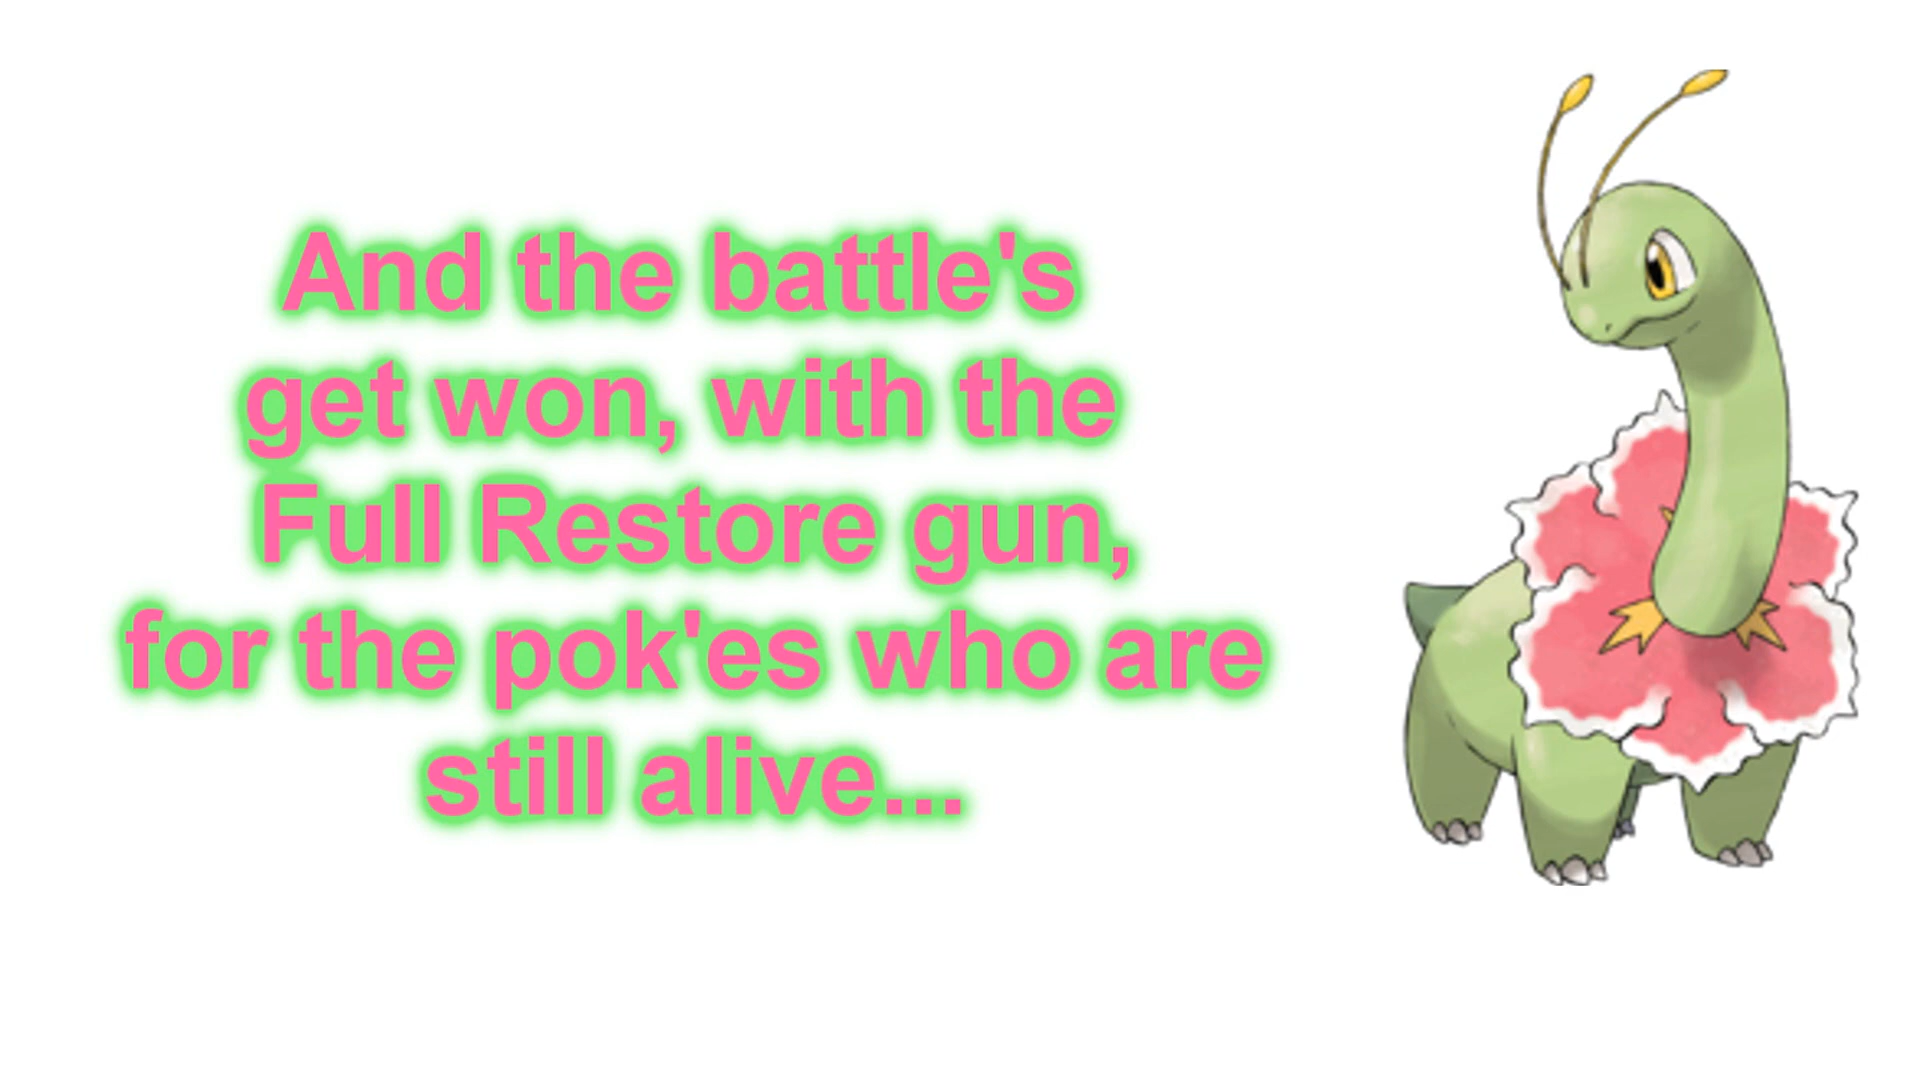 And the battle's
get won, with the
Full Restore gun,
for the pok'es who are
still alive...